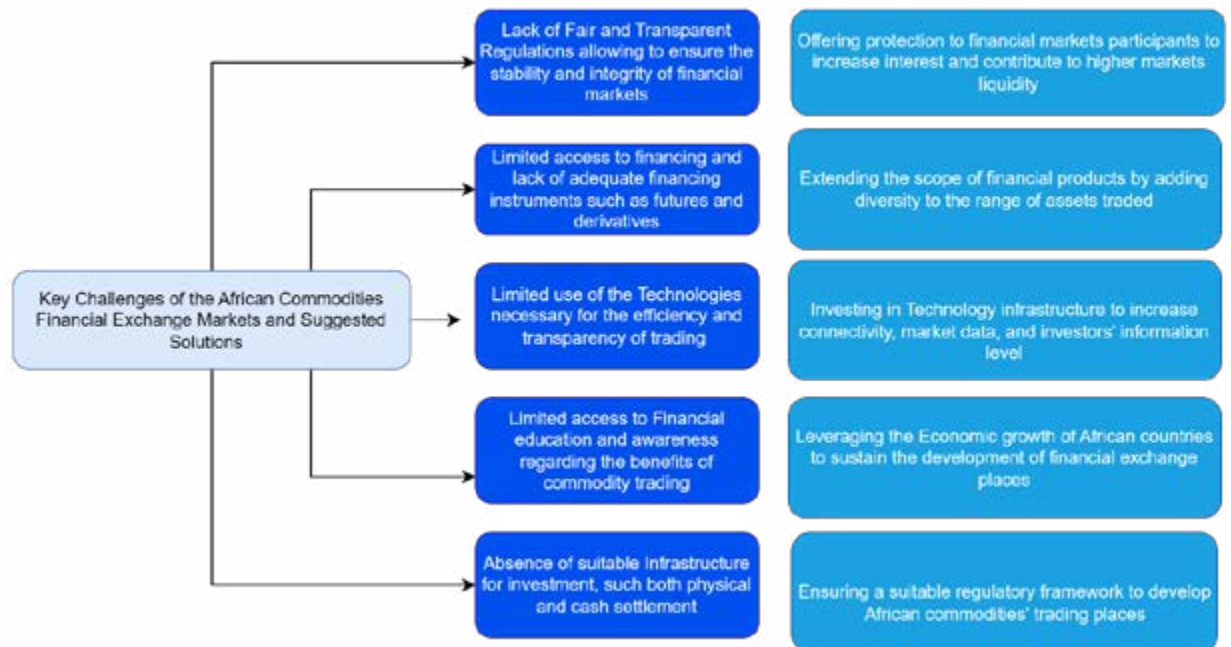 Lack of Fair and Transparent
Regulations allowing to ensure the
stability and integrity of financial
markets
Offering protection to financial markets participants to
increase interest and contribute to higher markets
liquidity
Limited access to financing and
lack of adequate financing
instruments such as futures and
derivatives
Extending the scope of financial products by adding
diversity to the range of assets traded
Key Challenges of the African Commodities
Financial Exchange Markets and Suggested
Solutions
Limited use of the Technologies
necessary for the efficiency and
transparency of trading
Investing in Technology infrastructure to increase
connectivity, market data, and investors' information
level
Limited access to Financial
education and awareness
regarding the benefits of
commodity trading
Leveraging the Economic growth of African countries
to sustain the development of financial exchange
places
Absence of suitable Infrastructure
for investment, such both physical
and cash settlement
Ensuring a suitable regulatory framework to develop
African commodities' trading places